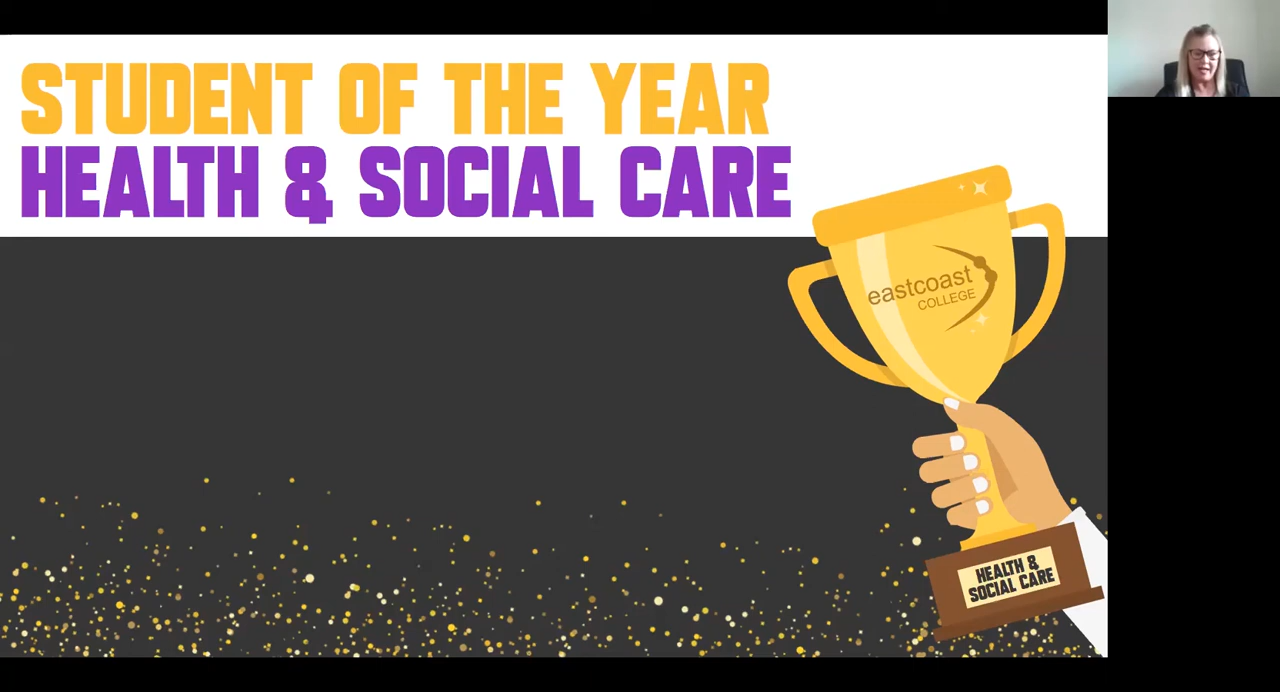 STUDENT OF THE YEAR
HEALTH & SOCIAL CARE
eastcoast
COLLEGE
HEALTH &
SOCIAL CARE